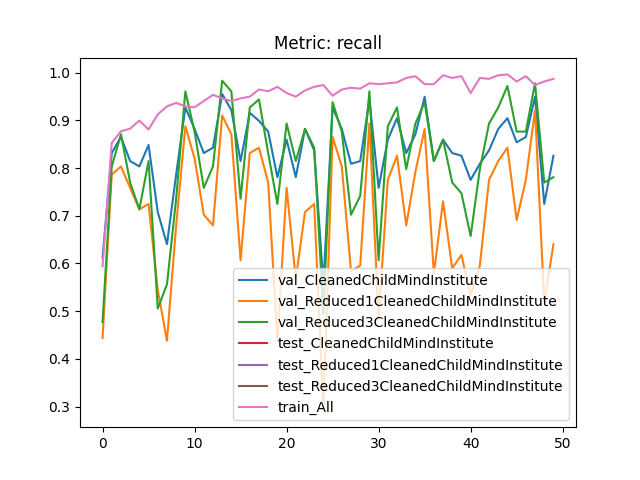 Metric: recall
1.0
0.9
0.8
0.7
0.6
0.5
0.4
0.3
val_CleanedChildMindInstitute
val_Reduced1CleanedChildMindInstitute
val_Reduced3CleanedChildMindInstitute
test_CleanedChildMindInstitute
test_Reduced1CleanedChildMindInstitute
test_Reduced3CleanedChildMindInstitute
train_All
0 10 20 30 40 50